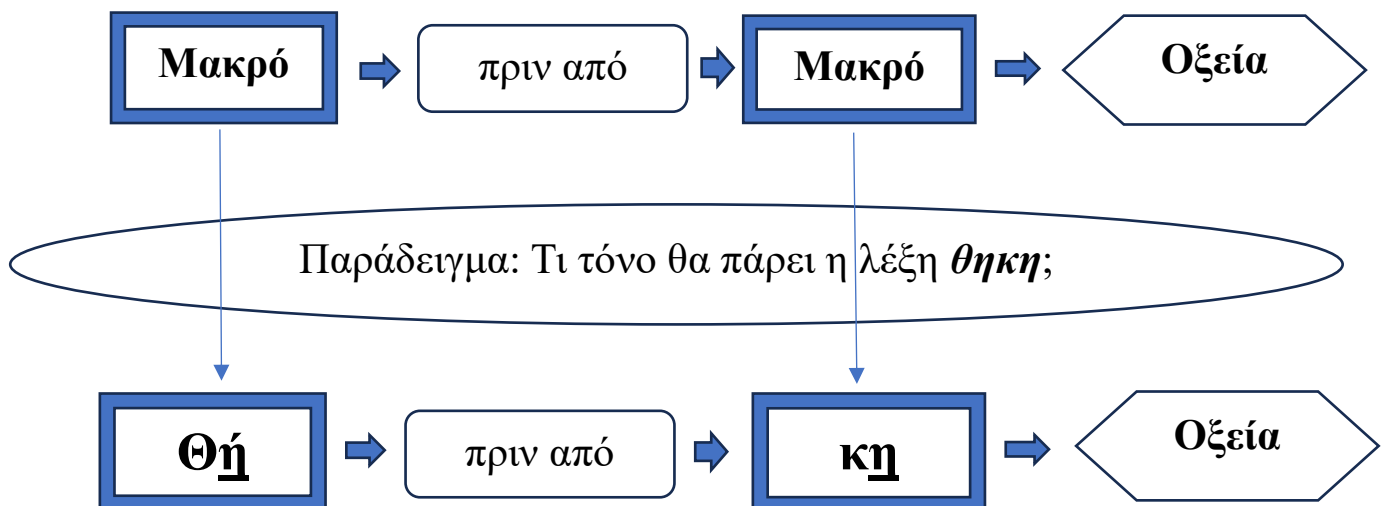 Μακρό πριν από Μακρό Οξεία
Παράδειγμα: Τι τόνο θα πάρει η λέξη θηκη;
Θή πριν από κη Οξεία